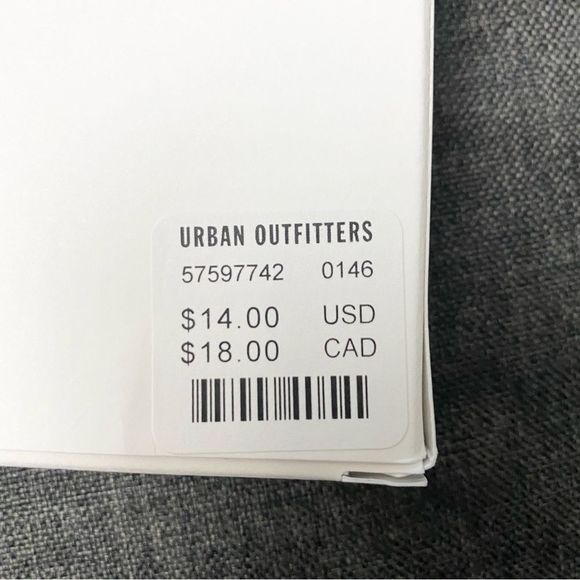 URBAN OUTFITTERS
57597742 0146
$14.00 USD
$18.00 CAD